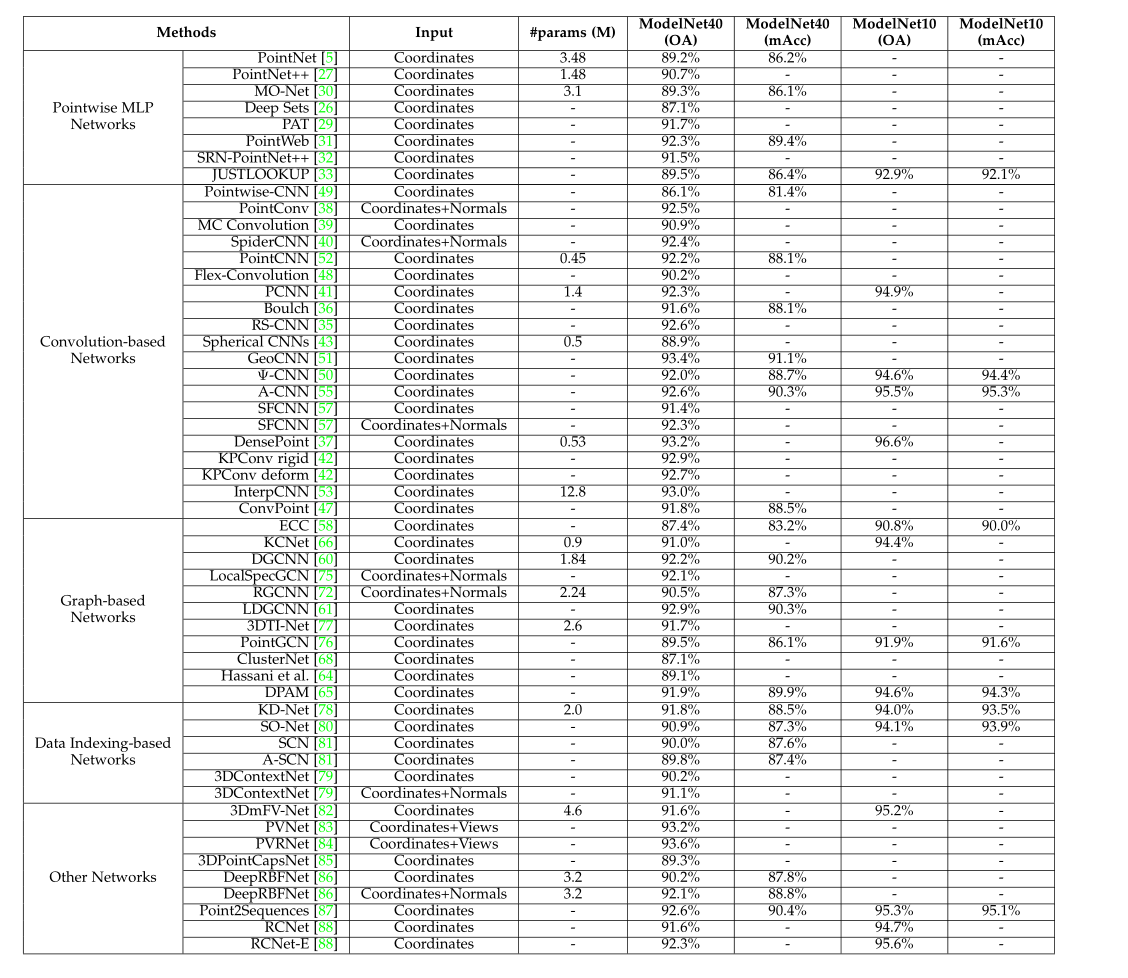 Methods | Input | #params (M) | ModelNet40 (OA) | ModelNet40 (mAcc) | ModelNet10 (OA) | ModelNet10 (mAcc)
Pointwise MLP Networks
PointNet [5] | Coordinates | 3.48 | 89.2% | 86.2% | - | -
PointNet++ [27] | Coordinates | 1.48 | 90.7% | - | - | -
MO-Net [30] | Coordinates | 3.1 | 89.3% | 86.1% | - | -
Deep Sets [26] | Coordinates | - | 87.1% | - | - | -
PAT [29] | Coordinates | - | 91.7% | - | - | -
PointWeb [31] | Coordinates | - | 92.3% | 89.4% | - | -
SRN-PointNet++ [32] | Coordinates | - | 91.5% | - | - | -
JUSTLOOKUP [33] | Coordinates | - | 89.5% | 86.4% | 92.9% | 92.1%
Convolution-based Networks
Pointwise-CNN [49] | Coordinates | - | 86.1% | 81.4% | - | -
PointConv [38] | Coordinates+Normals | - | 92.5% | - | - | -
MC Convolution [39] | Coordinates | - | 90.9% | - | - | -
SpiderCNN [40] | Coordinates+Normals | - | 92.4% | - | - | -
PointCNN [52] | Coordinates | 0.45 | 92.2% | 88.1% | - | -
Flex-Convolution [48] | Coordinates | - | 90.2% | - | - | -
PCNN [41] | Coordinates | 1.4 | 92.3% | - | 94.9% | -
Boulch [36] | Coordinates | - | 91.6% | 88.1% | - | -
RS-CNN [35] | Coordinates | - | 92.6% | - | - | -
Spherical CNNs [43] | Coordinates | 0.5 | 88.9% | - | - | -
GeoCNN [51] | Coordinates | - | 93.4% | 91.1% | - | -
Ψ-CNN [50] | Coordinates | - | 92.0% | 88.7% | 94.6% | 94.4%
A-CNN [55] | Coordinates | - | 92.6% | 90.3% | 95.5% | 95.3%
SFCNN [57] | Coordinates | - | 91.4% | - | - | -
SFCNN [57] | Coordinates+Normals | - | 92.3% | - | - | -
DensePoint [37] | Coordinates | 0.53 | 93.2% | - | 96.6% | -
KPConv rigid [42] | Coordinates | - | 92.9% | - | - | -
KPConv deform [42] | Coordinates | - | 92.7% | - | - | -
InterpCNN [53] | Coordinates | 12.8 | 93.0% | - | - | -
ConvPoint [47] | Coordinates | - | 91.8% | 88.5% | - | -
Graph-based Networks
ECC [58] | Coordinates | - | 87.4% | 83.2% | 90.8% | 90.0%
KCNet [66] | Coordinates | 0.9 | 91.0% | - | 94.4% | -
DGCNN [60] | Coordinates | 1.84 | 92.2% | 90.2% | - | -
LocalSpecGCN [75] | Coordinates+Normals | - | 92.1% | - | - | -
RGCNN [72] | Coordinates+Normals | 2.24 | 90.5% | 87.3% | - | -
LDGCNN [61] | Coordinates | - | 92.9% | 90.3% | - | -
3DTI-Net [77] | Coordinates | 2.6 | 91.7% | - | - | -
PointGCN [76] | Coordinates | - | 89.5% | 86.1% | 91.9% | 91.6%
ClusterNet [68] | Coordinates | - | 87.1% | - | - | -
Hassani et al. [64] | Coordinates | - | 89.1% | - | - | -
DPAM [65] | Coordinates | - | 91.9% | 89.9% | 94.6% | 94.3%
Data Indexing-based Networks
KD-Net [78] | Coordinates | 2.0 | 91.8% | 88.5% | 94.0% | 93.5%
SO-Net [80] | Coordinates | - | 90.9% | 87.3% | 94.1% | 93.9%
SCN [81] | Coordinates | - | 90.0% | 87.6% | - | -
A-SCN [81] | Coordinates | - | 89.8% | 87.4% | - | -
3DContextNet [79] | Coordinates | - | 90.2% | - | - | -
3DContextNet [79] | Coordinates+Normals | - | 91.1% | - | - | -
Other Networks
3DmFV-Net [82] | Coordinates | 4.6 | 91.6% | - | 95.2% | -
PVNet [83] | Coordinates+Views | - | 93.2% | - | - | -
PVRNet [84] | Coordinates+Views | - | 93.6% | - | - | -
3DPointCapsNet [85] | Coordinates | - | 89.3% | - | - | -
DeepRBFNet [86] | Coordinates | 3.2 | 90.2% | 87.8% | - | -
DeepRBFNet [86] | Coordinates+Normals | 3.2 | 92.1% | 88.8% | - | -
Point2Sequences [87] | Coordinates | - | 92.6% | 90.4% | 95.3% | 95.1%
RCNet [88] | Coordinates | - | 91.6% | - | 94.7% | -
RCNet-E [88] | Coordinates | - | 92.3% | - | 95.6% | -